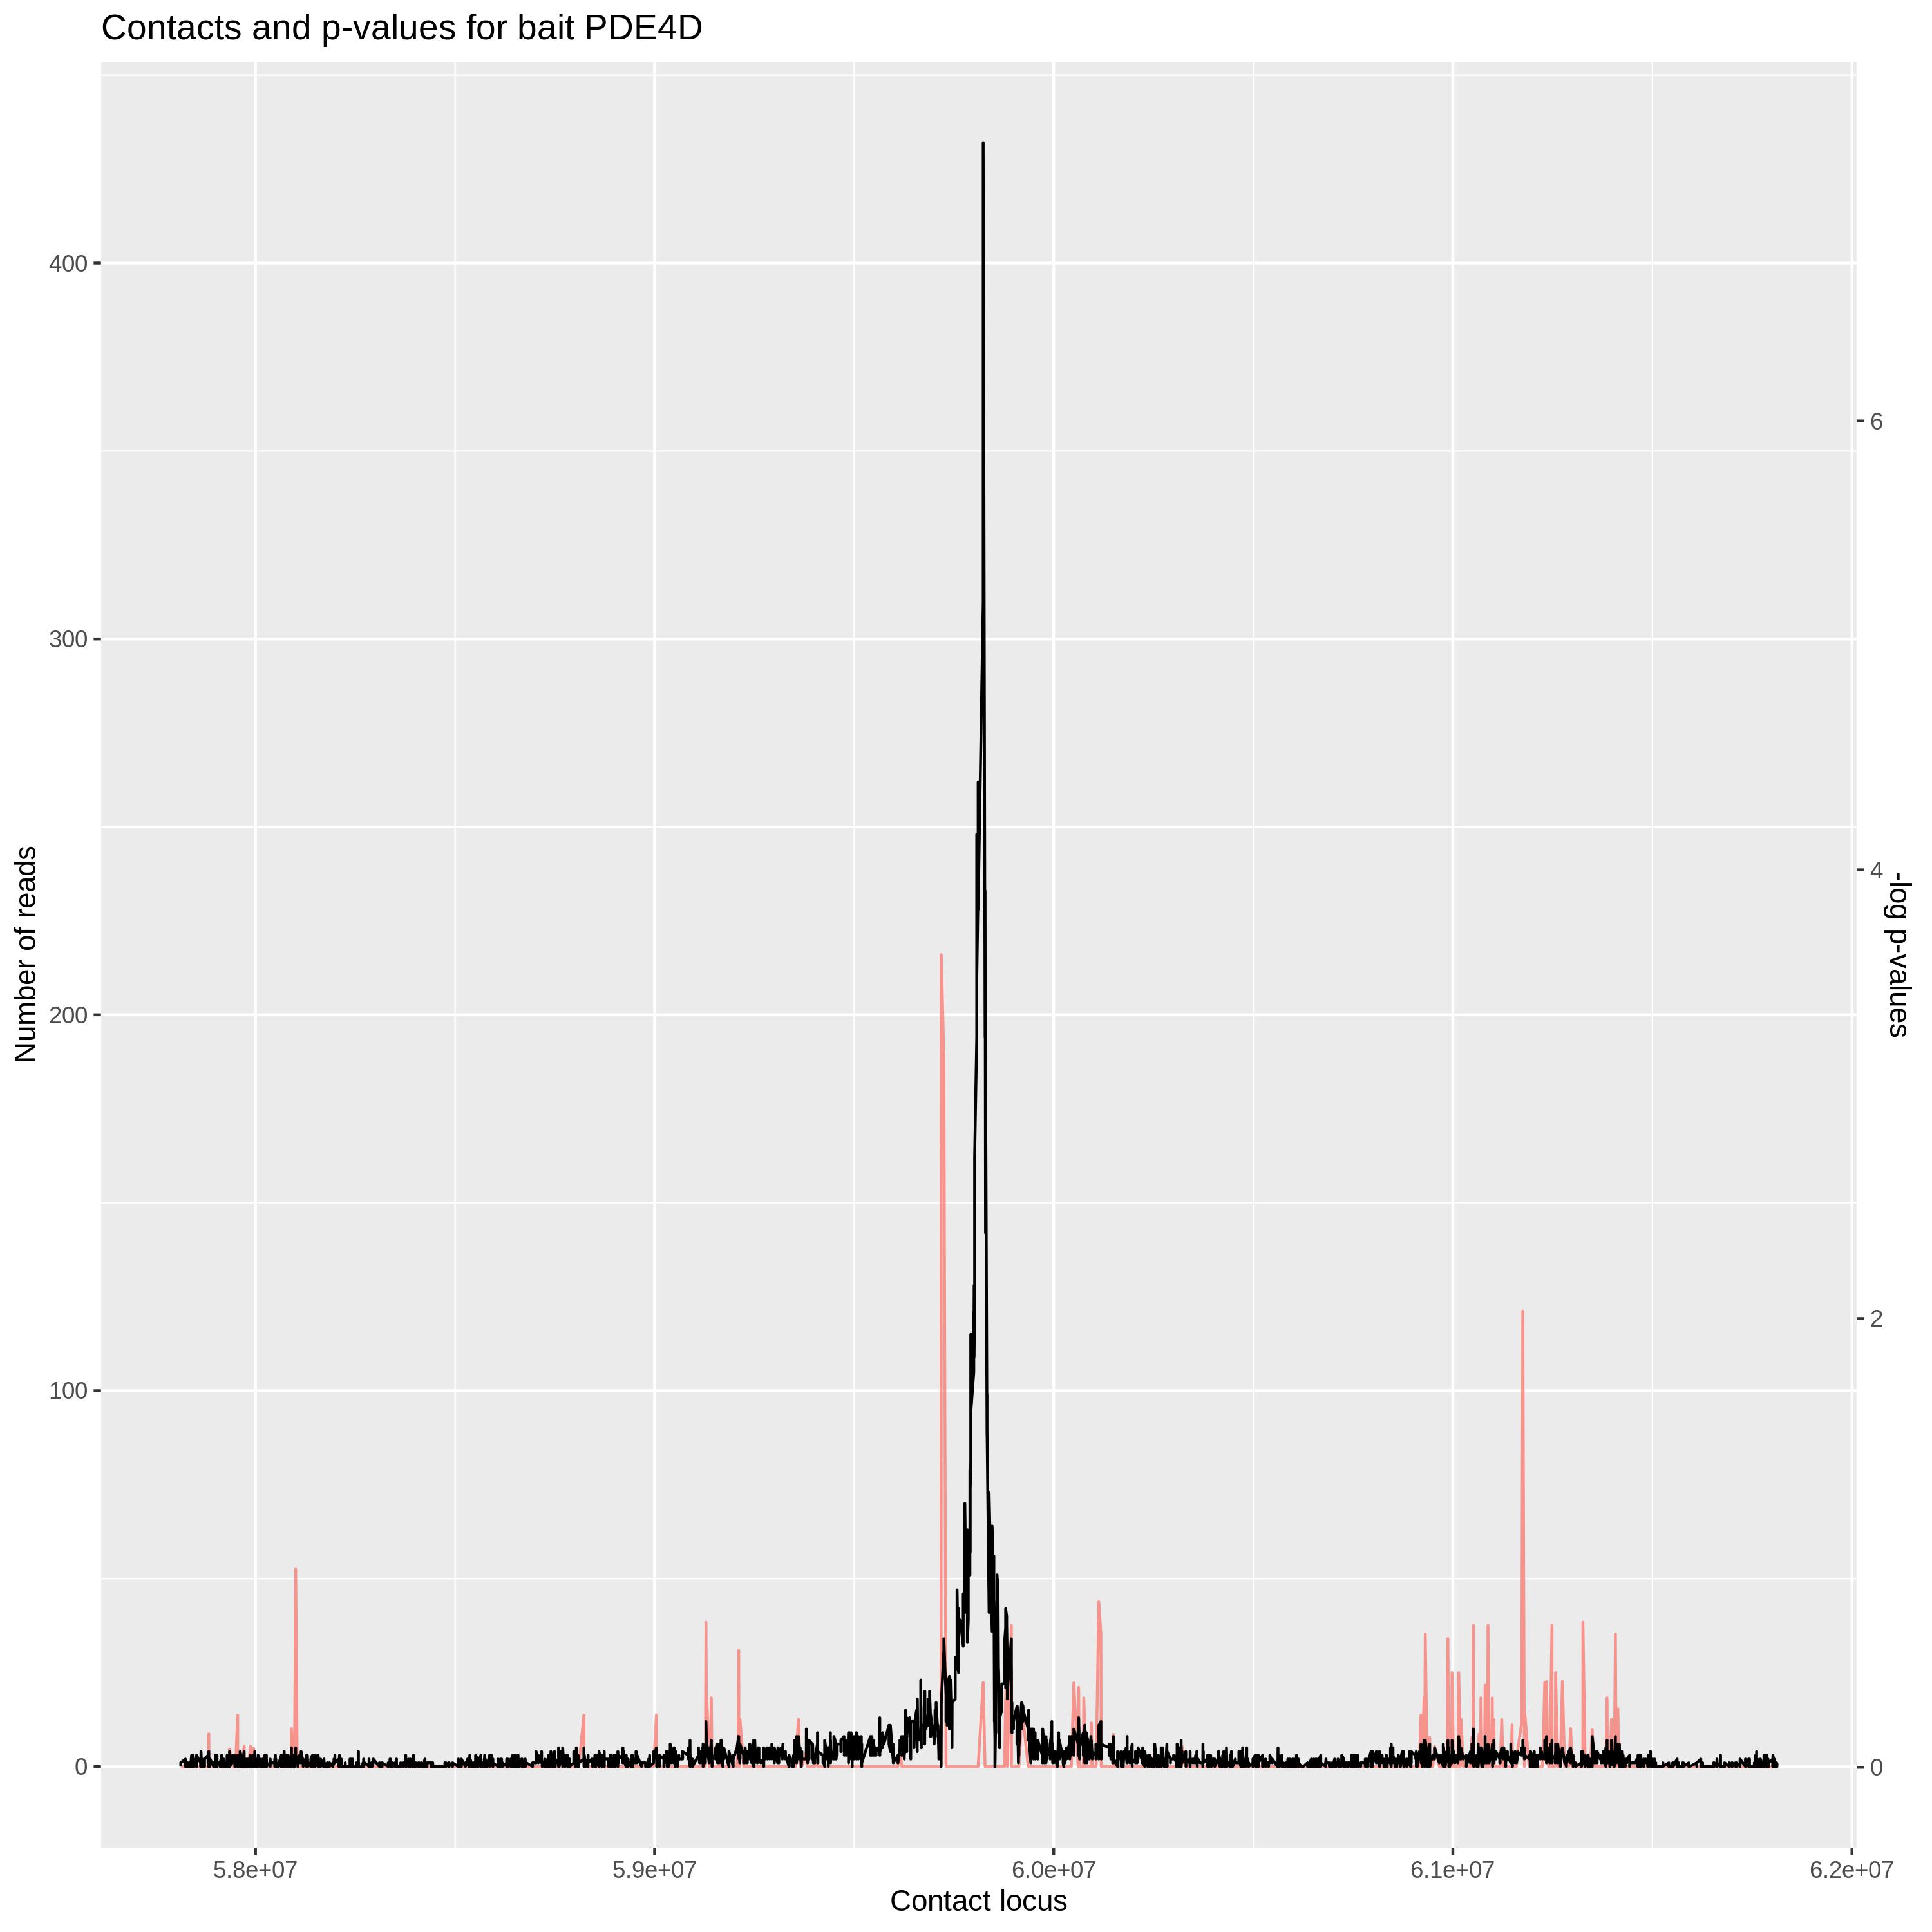 Contacts and p-values for bait PDE4D
Number of reads
400
300
200
100
0
6
4
2
0
-log p-values
5.8e+07
5.9e+07
6.0e+07
6.1e+07
6.2e+07
Contact locus